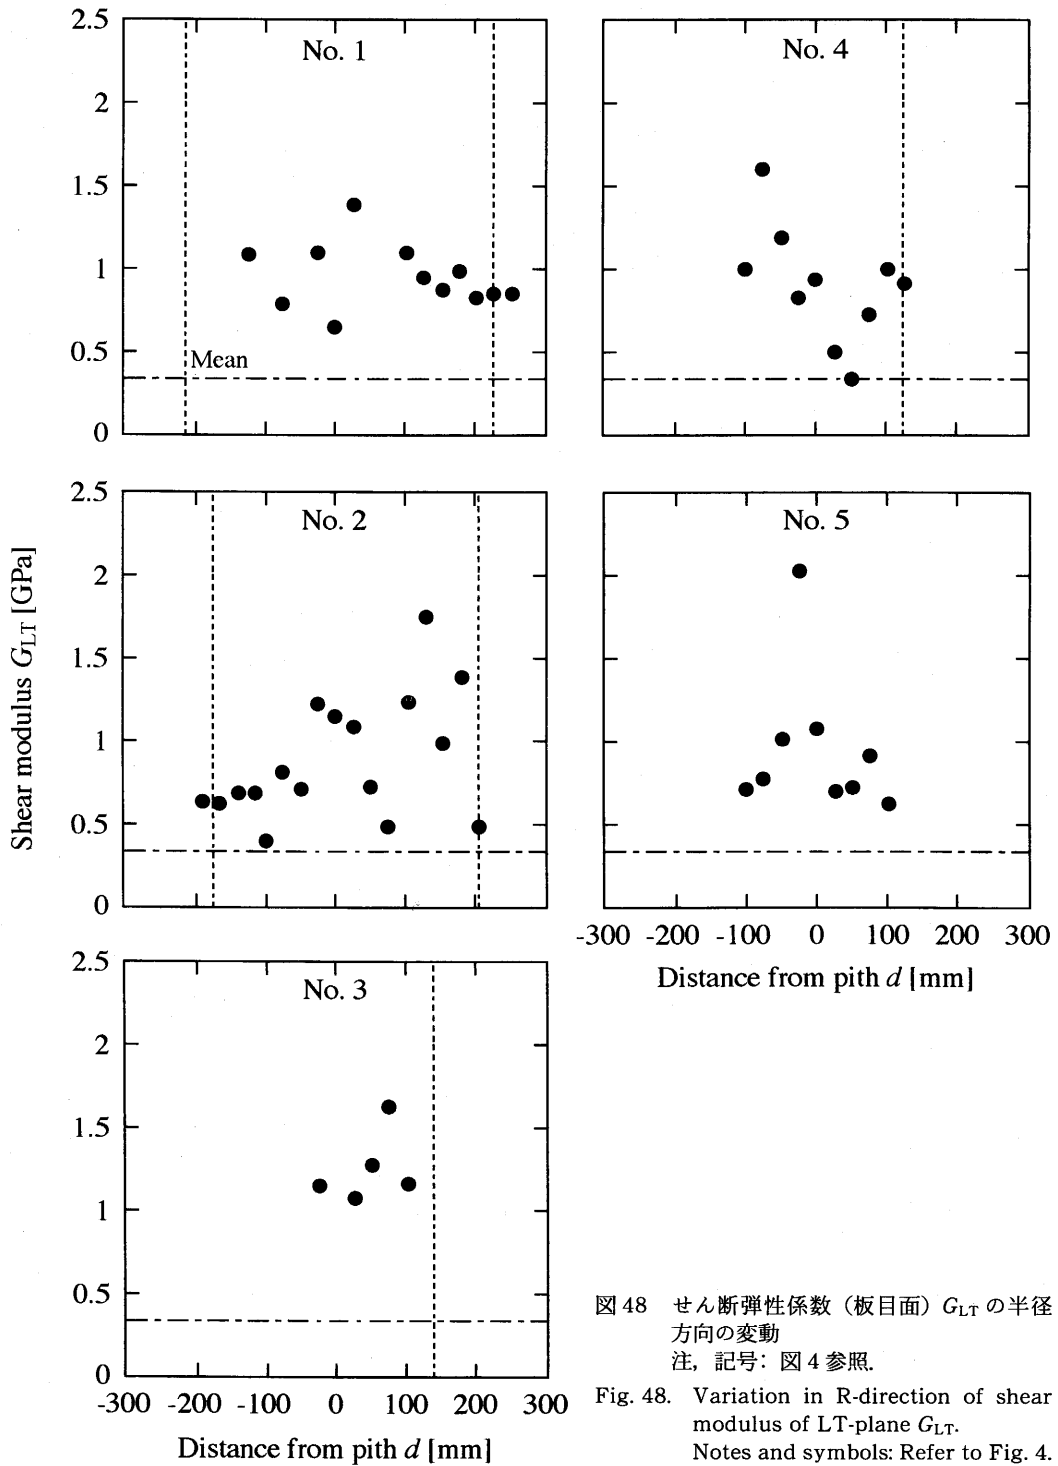 2.5
2
1.5
1
0.5
0
No. 1
Mean
No. 4
Shear modulus GLT [GPa]
2.5
2
1.5
1
0.5
0
No. 2
No. 5
-300 -200 -100 0 100 200 300
Distance from pith d [mm]
2.5
2
1.5
1
0.5
0
No. 3
-300 -200 -100 0 100 200 300
Distance from pith d [mm]
図48 せん断弾性係数（板目面）GLTの半径
方向の変動
注，記号：図4参照.
Fig. 48. Variation in R-direction of shear
modulus of LT-plane GLT.
Notes and symbols: Refer to Fig. 4.